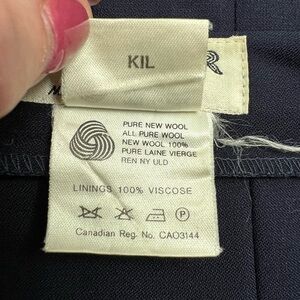 KIL
R
PURE NEW WOOL
ALL PURE WOOL
NEW WOOL 100%
PURE LAINE VIERGE
REN NY ULD
LININGS 100% VISCOSE
P
Canadian Reg. No. CAO3144